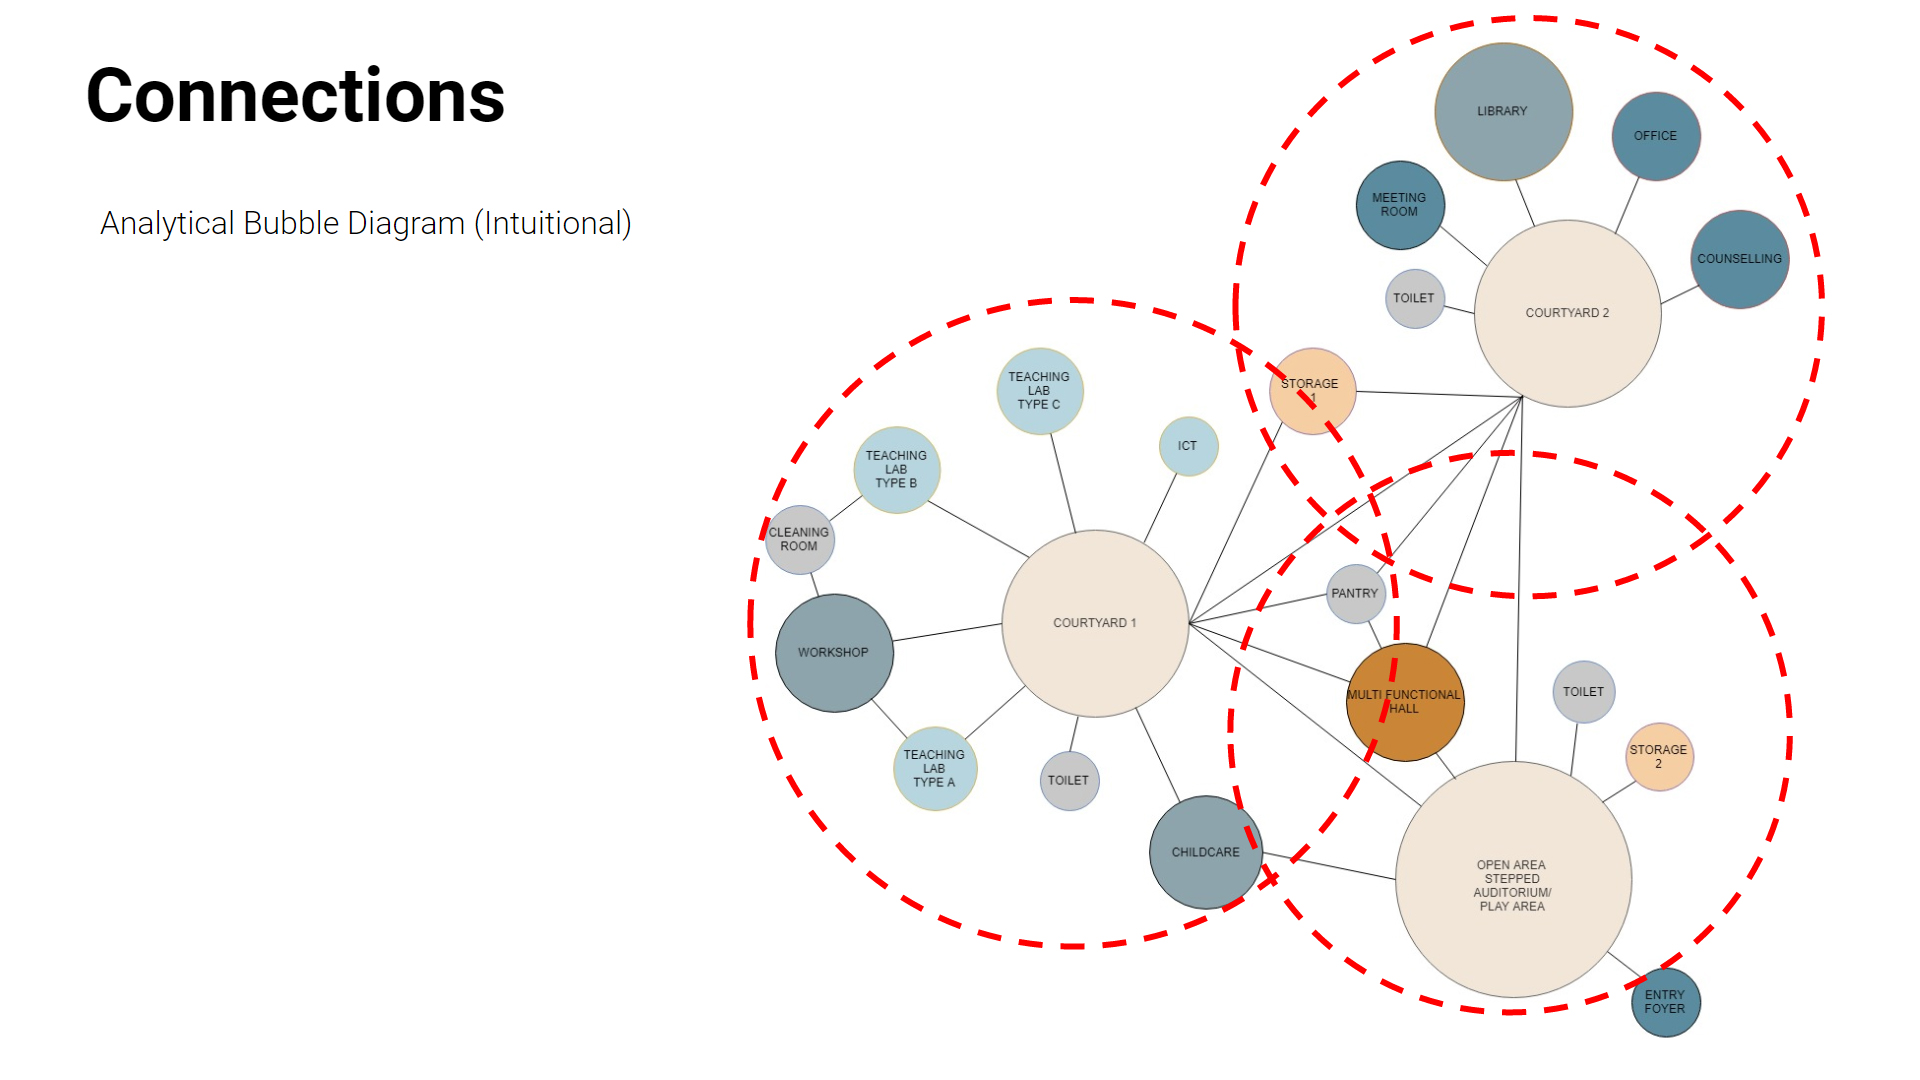 Connections
Analytical Bubble Diagram (Intuitional)
LIBRARY
OFFICE
MEETING
ROOM
COUNSELLING
TOILET
COURTYARD 2
STORAGE
1
TEACHING
LAB
TYPE C
ICT
TEACHING
LAB
TYPE B
CLEANING
ROOM
WORKSHOP
COURTYARD 1
PANTRY
MULTI FUNCTIONAL
HALL
TOILET
STORAGE
2
TEACHING
LAB
TYPE A
TOILET
CHILDCARE
OPEN AREA
STEPPED
AUDITORIUM/
PLAY AREA
ENTRY
FOYER